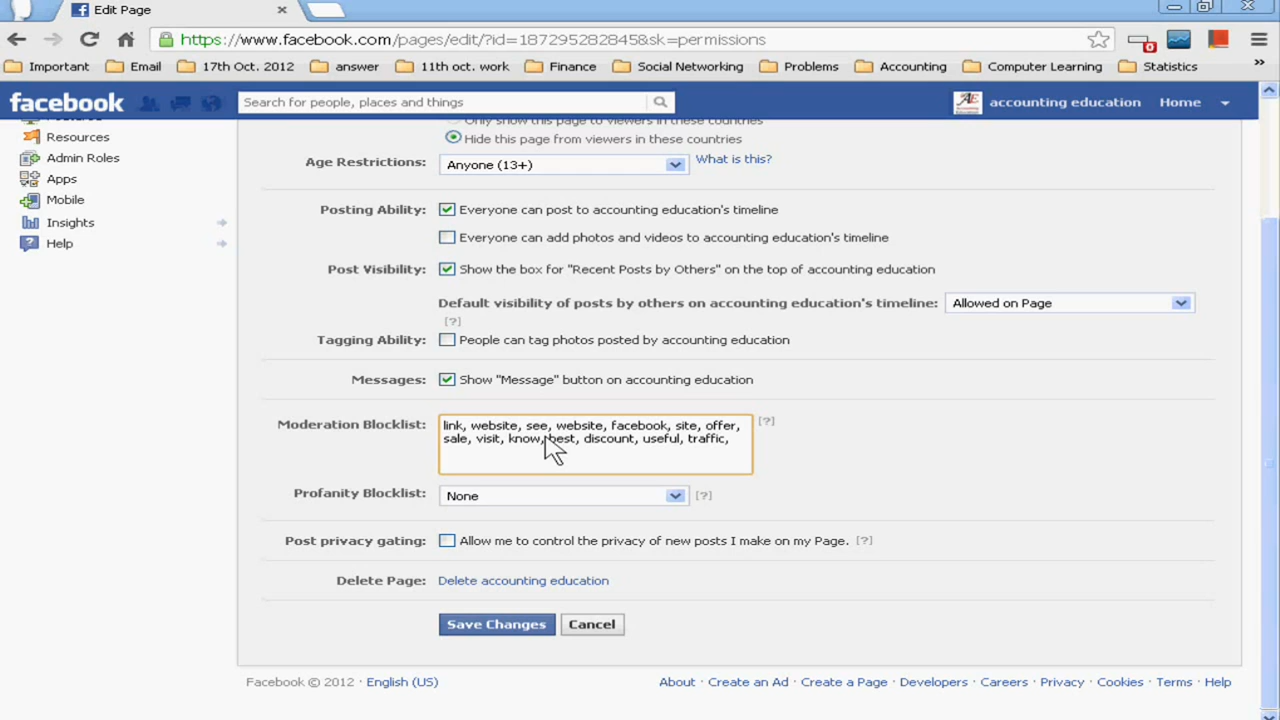 Edit Page
https://www.facebook.com/pages/edit/?id=187295282845&sk=permissions
Important Email 17th Oct. 2012 answer 11th oct. work Finance Social Networking Problems Accounting Computer Learning Statistics »
facebook Search for people, places and things accounting education Home
Only show this page to viewers in these countries
Resources
Hide this page from viewers in these countries
Admin Roles
Age Restrictions: Anyone (13+) What is this?
Apps
Mobile
Posting Ability: Everyone can post to accounting education's timeline
Insights
Everyone can add photos and videos to accounting education's timeline
Help
Post Visibility: Show the box for "Recent Posts by Others" on the top of accounting education
Default visibility of posts by others on accounting education's timeline: Allowed on Page
[?]
Tagging Ability: People can tag photos posted by accounting education
Messages: Show "Message" button on accounting education
Moderation Blocklist: link, website, see, website, facebook, site, offer, [?]
sale, visit, know, best, discount, useful, traffic,
Profanity Blocklist: None [?]
Post privacy gating: Allow me to control the privacy of new posts I make on my Page. [?]
Delete Page: Delete accounting education
Save Changes Cancel
Facebook © 2012 · English (US) About · Create an Ad · Create a Page · Developers · Careers · Privacy · Cookies · Terms · Help